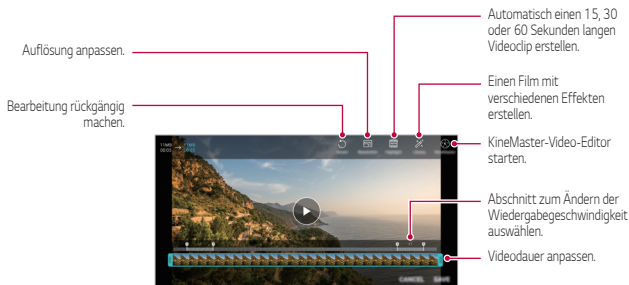 Automatisch einen 15, 30
oder 60 Sekunden langen
Videoclip erstellen.
Auflösung anpassen.
Einen Film mit
verschiedenen Effekten
erstellen.
Bearbeitung rückgängig
machen.
KineMaster-Video-Editor
starten.
Abschnitt zum Ändern der
Wiedergabegeschwindigkeit
auswählen.
Videodauer anpassen.
CANCEL SAVE